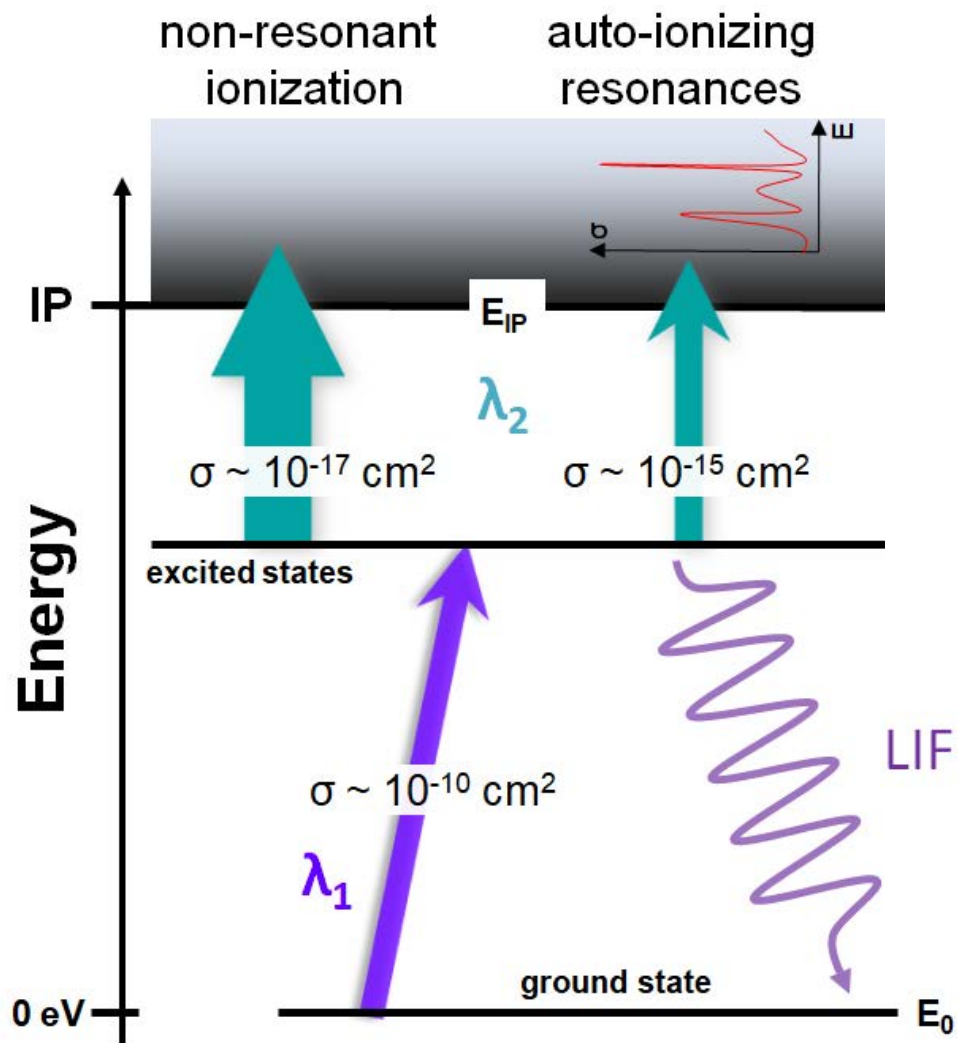 non-resonant
ionization
auto-ionizing
resonances
E
σ
IP
E_IP
λ₂
σ ~ 10⁻¹⁷ cm²
σ ~ 10⁻¹⁵ cm²
excited states
Energy
LIF
σ ~ 10⁻¹⁰ cm²
λ₁
ground state
0 eV
E₀